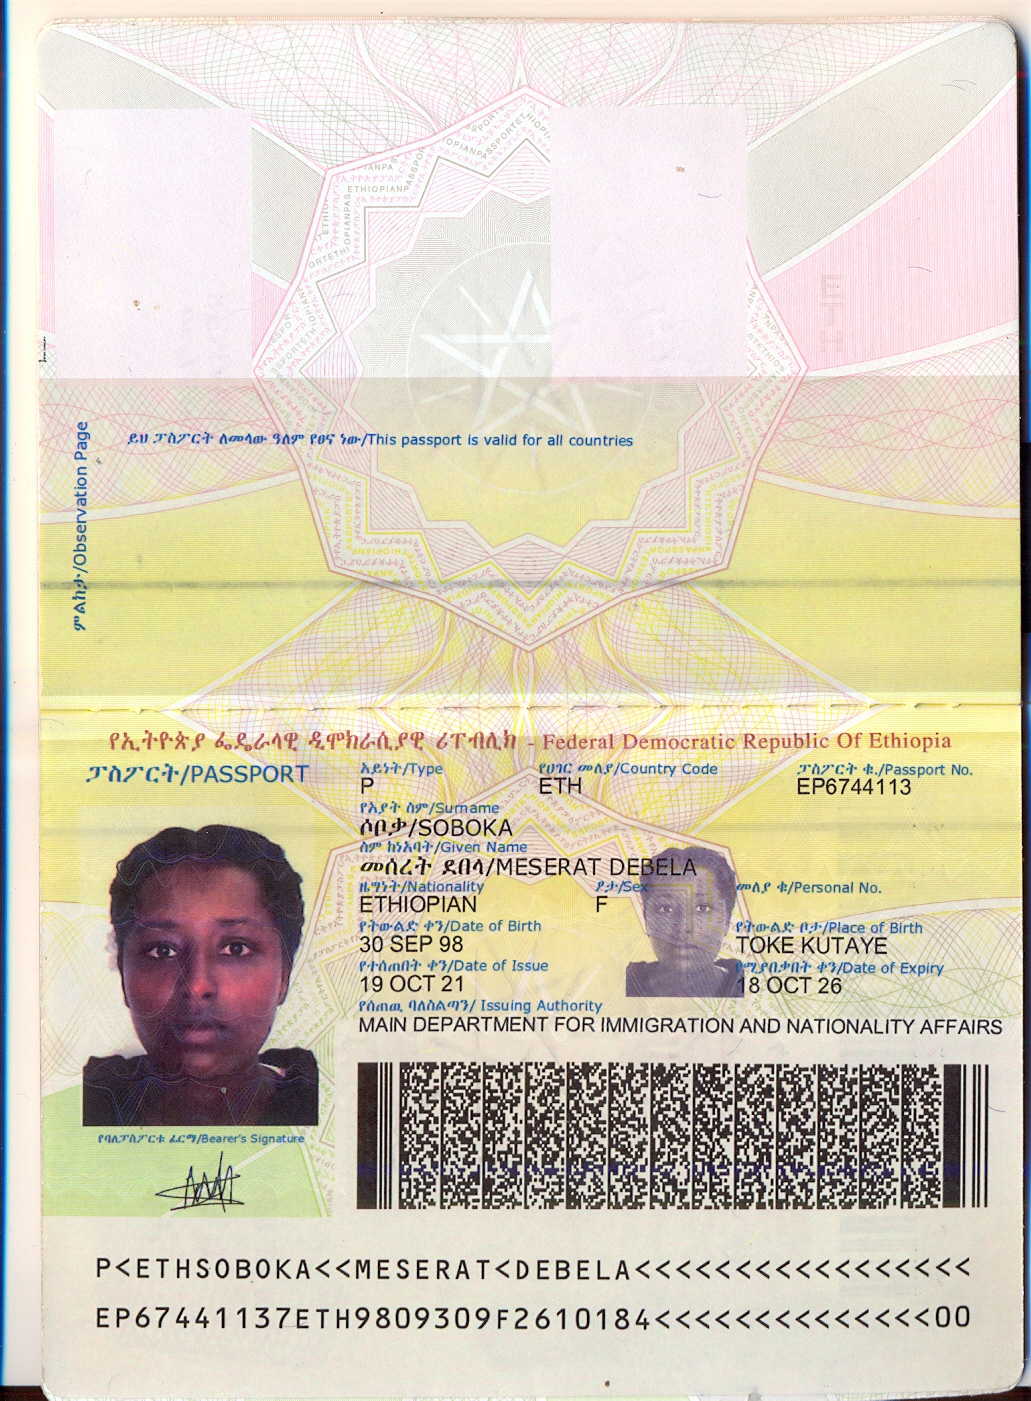 ይህ ፓስፖርት ለመላው ዓለም የፀና ነው/This passport is valid for all countries
ምልከታ/Observation Page
የኢትዮጵያ ፌዴራላዊ ዲሞክራሲያዊ ሪፐብሊክ - Federal Democratic Republic Of Ethiopia
ፓስፖርት/PASSPORT
አይነት/Type
P
የሀገር መለያ/Country Code
ETH
ፓስፖርት ቁ./Passport No.
EP6744113
የአያት ስም/Surname
ሶቦቃ/SOBOKA
ስም ከነአባት/Given Name
መሰረት ደበላ/MESERAT DEBELA
ዜግነት/Nationality
ETHIOPIAN
ፆታ/Sex
F
መለያ ቁ/Personal No.
የትውልድ ቀን/Date of Birth
30 SEP 98
የትውልድ ቦታ/Place of Birth
TOKE KUTAYE
የተሰጠበት ቀን/Date of Issue
19 OCT 21
የሚያበቃበት ቀን/Date of Expiry
18 OCT 26
የሰጠዉ ባለስልጣን/ Issuing Authority
MAIN DEPARTMENT FOR IMMIGRATION AND NATIONALITY AFFAIRS
የባለፓስፖርቱ ፊርማ/Bearer's Signature
P<ETHSOBOKA<<MESERAT<DEBELA<<<<<<<<<<<<<<<<<
EP67441137ETH9809309F2610184<<<<<<<<<<<<<<00